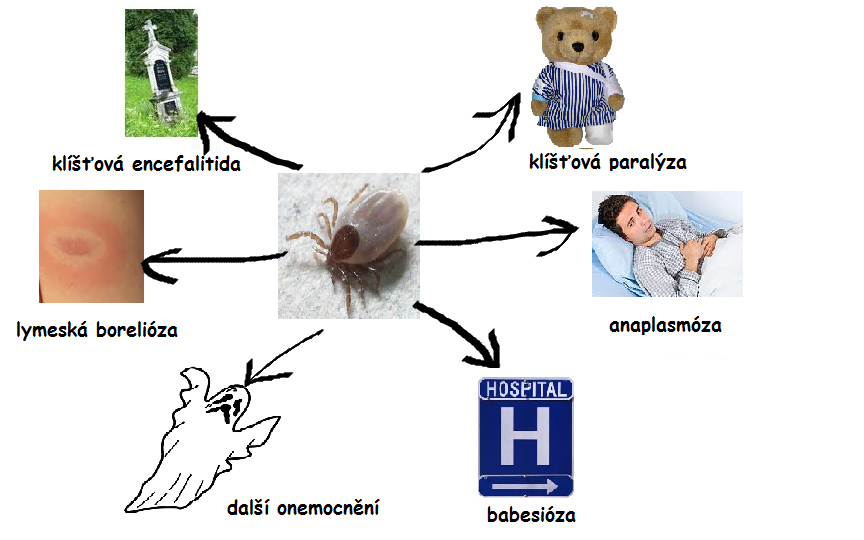 klíšťová encefalitida
klíšťová paralýza
lymeská borelióza
anaplasmóza
HOSPITAL
H
další onemocnění
babesióza